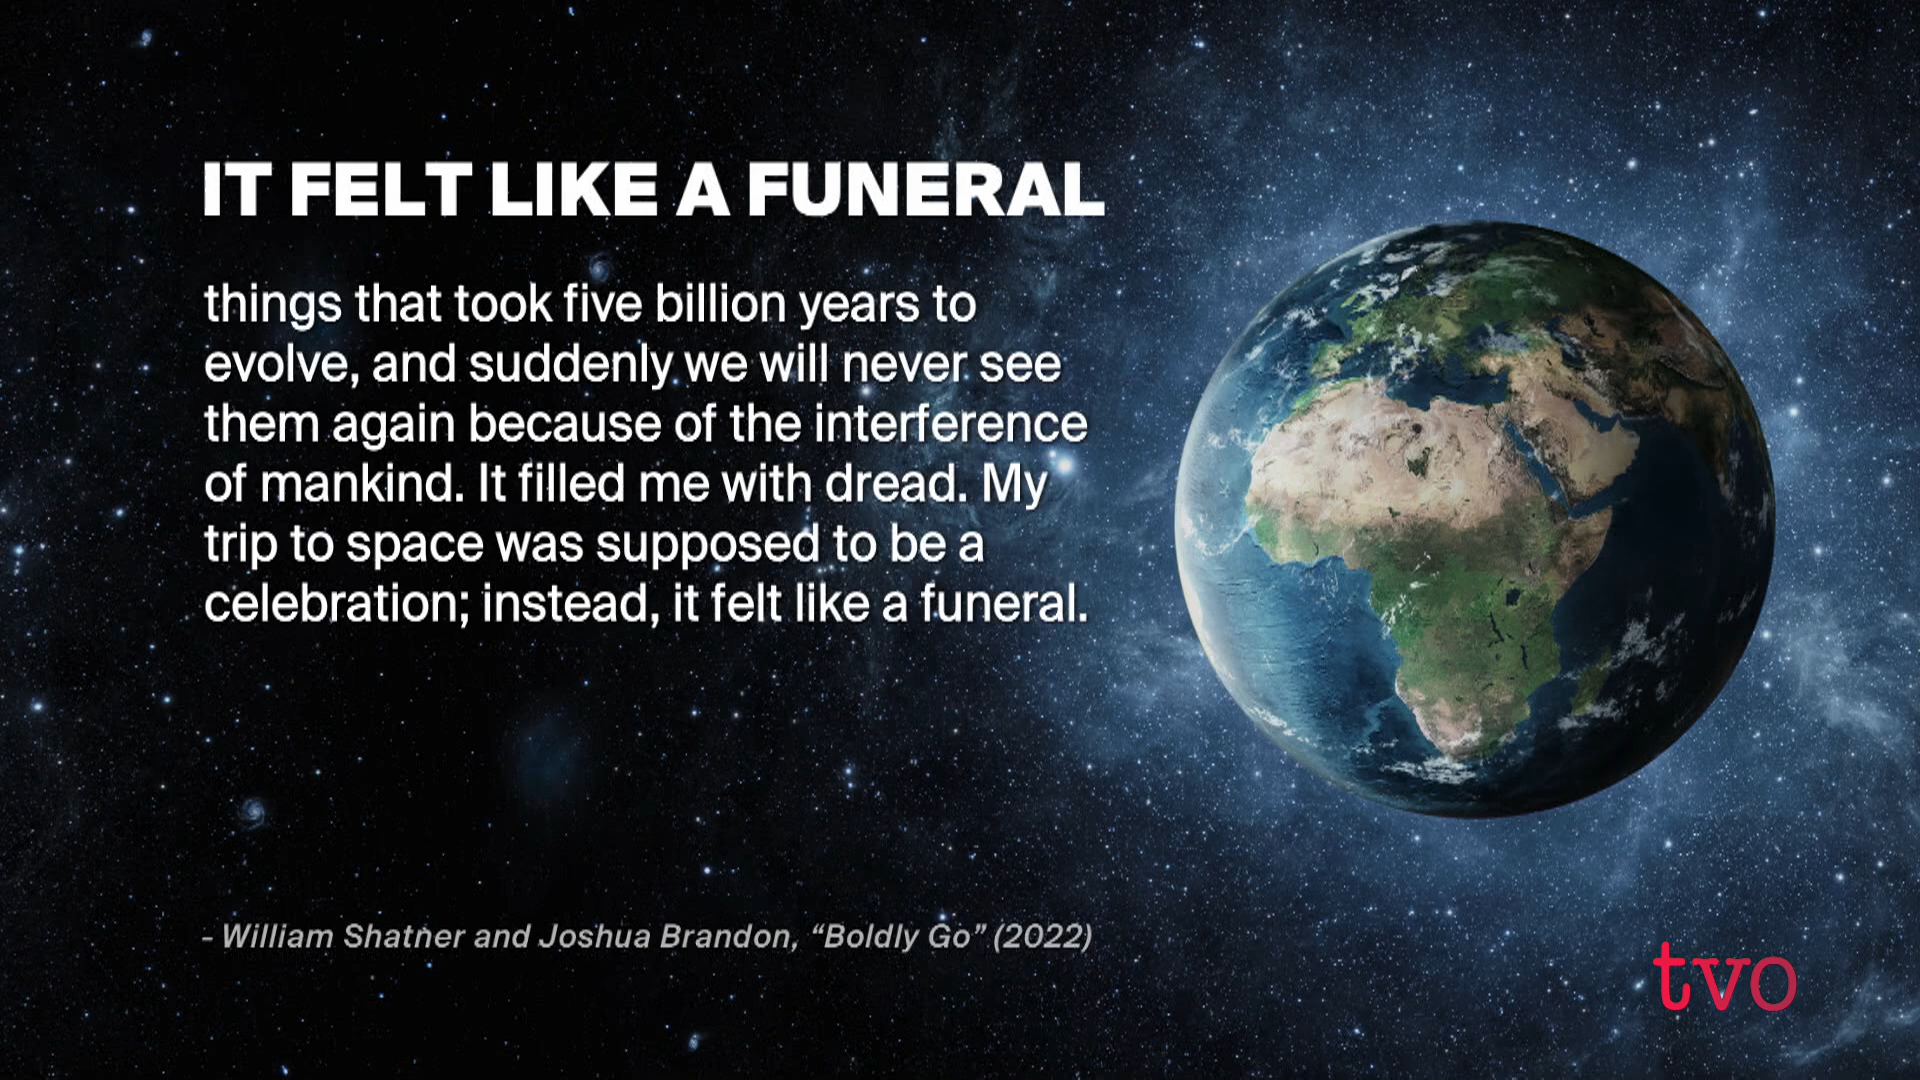 IT FELT LIKE A FUNERAL
things that took five billion years to
evolve, and suddenly we will never see
them again because of the interference
of mankind. It filled me with dread. My
trip to space was supposed to be a
celebration; instead, it felt like a funeral.
- William Shatner and Joshua Brandon, “Boldly Go” (2022)
tvo